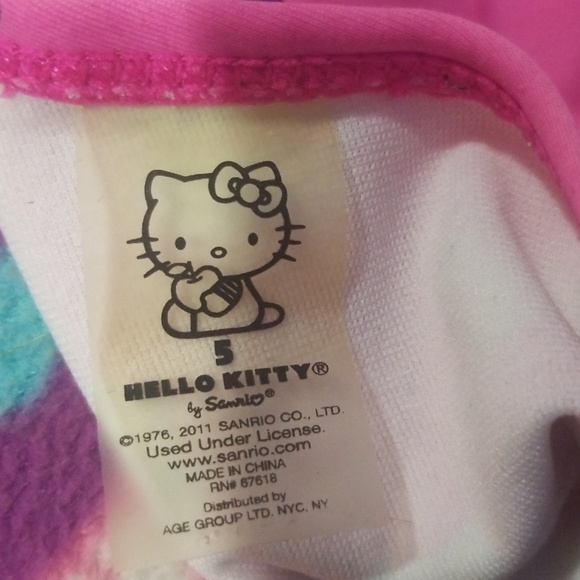 5
HELLO KITTY®
by Sanrio®
©1976, 2011 SANRIO CO., LTD.
Used Under License.
www.sanrio.com
MADE IN CHINA
RN# 67618
Distributed by
AGE GROUP LTD. NYC, NY